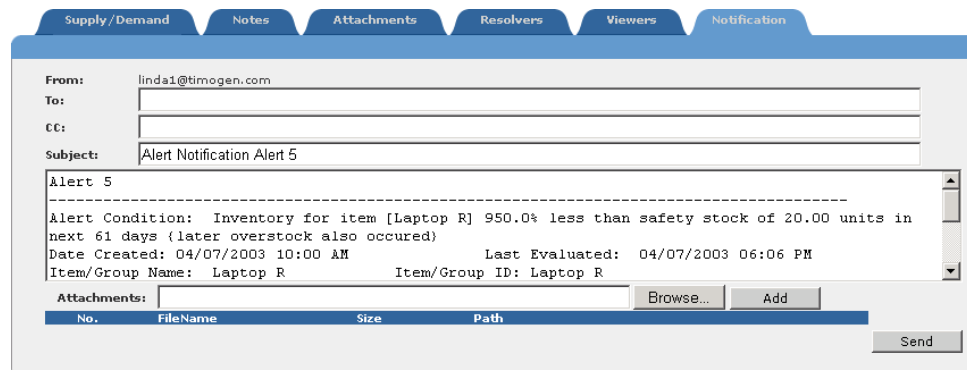 Supply/Demand Notes Attachments Resolvers Viewers Notification
From: linda1@timogen.com
To:
CC:
Subject: Alert Notification Alert 5
Alert 5
--------------------------------------------------------------------------------
Alert Condition: Inventory for item [Laptop R] 950.0% less than safety stock of 20.00 units in
next 61 days {later overstock also occured}
Date Created: 04/07/2003 10:00 AM Last Evaluated: 04/07/2003 06:06 PM
Item/Group Name: Laptop R Item/Group ID: Laptop R
Attachments: Browse... Add
No. FileName Size Path
Send